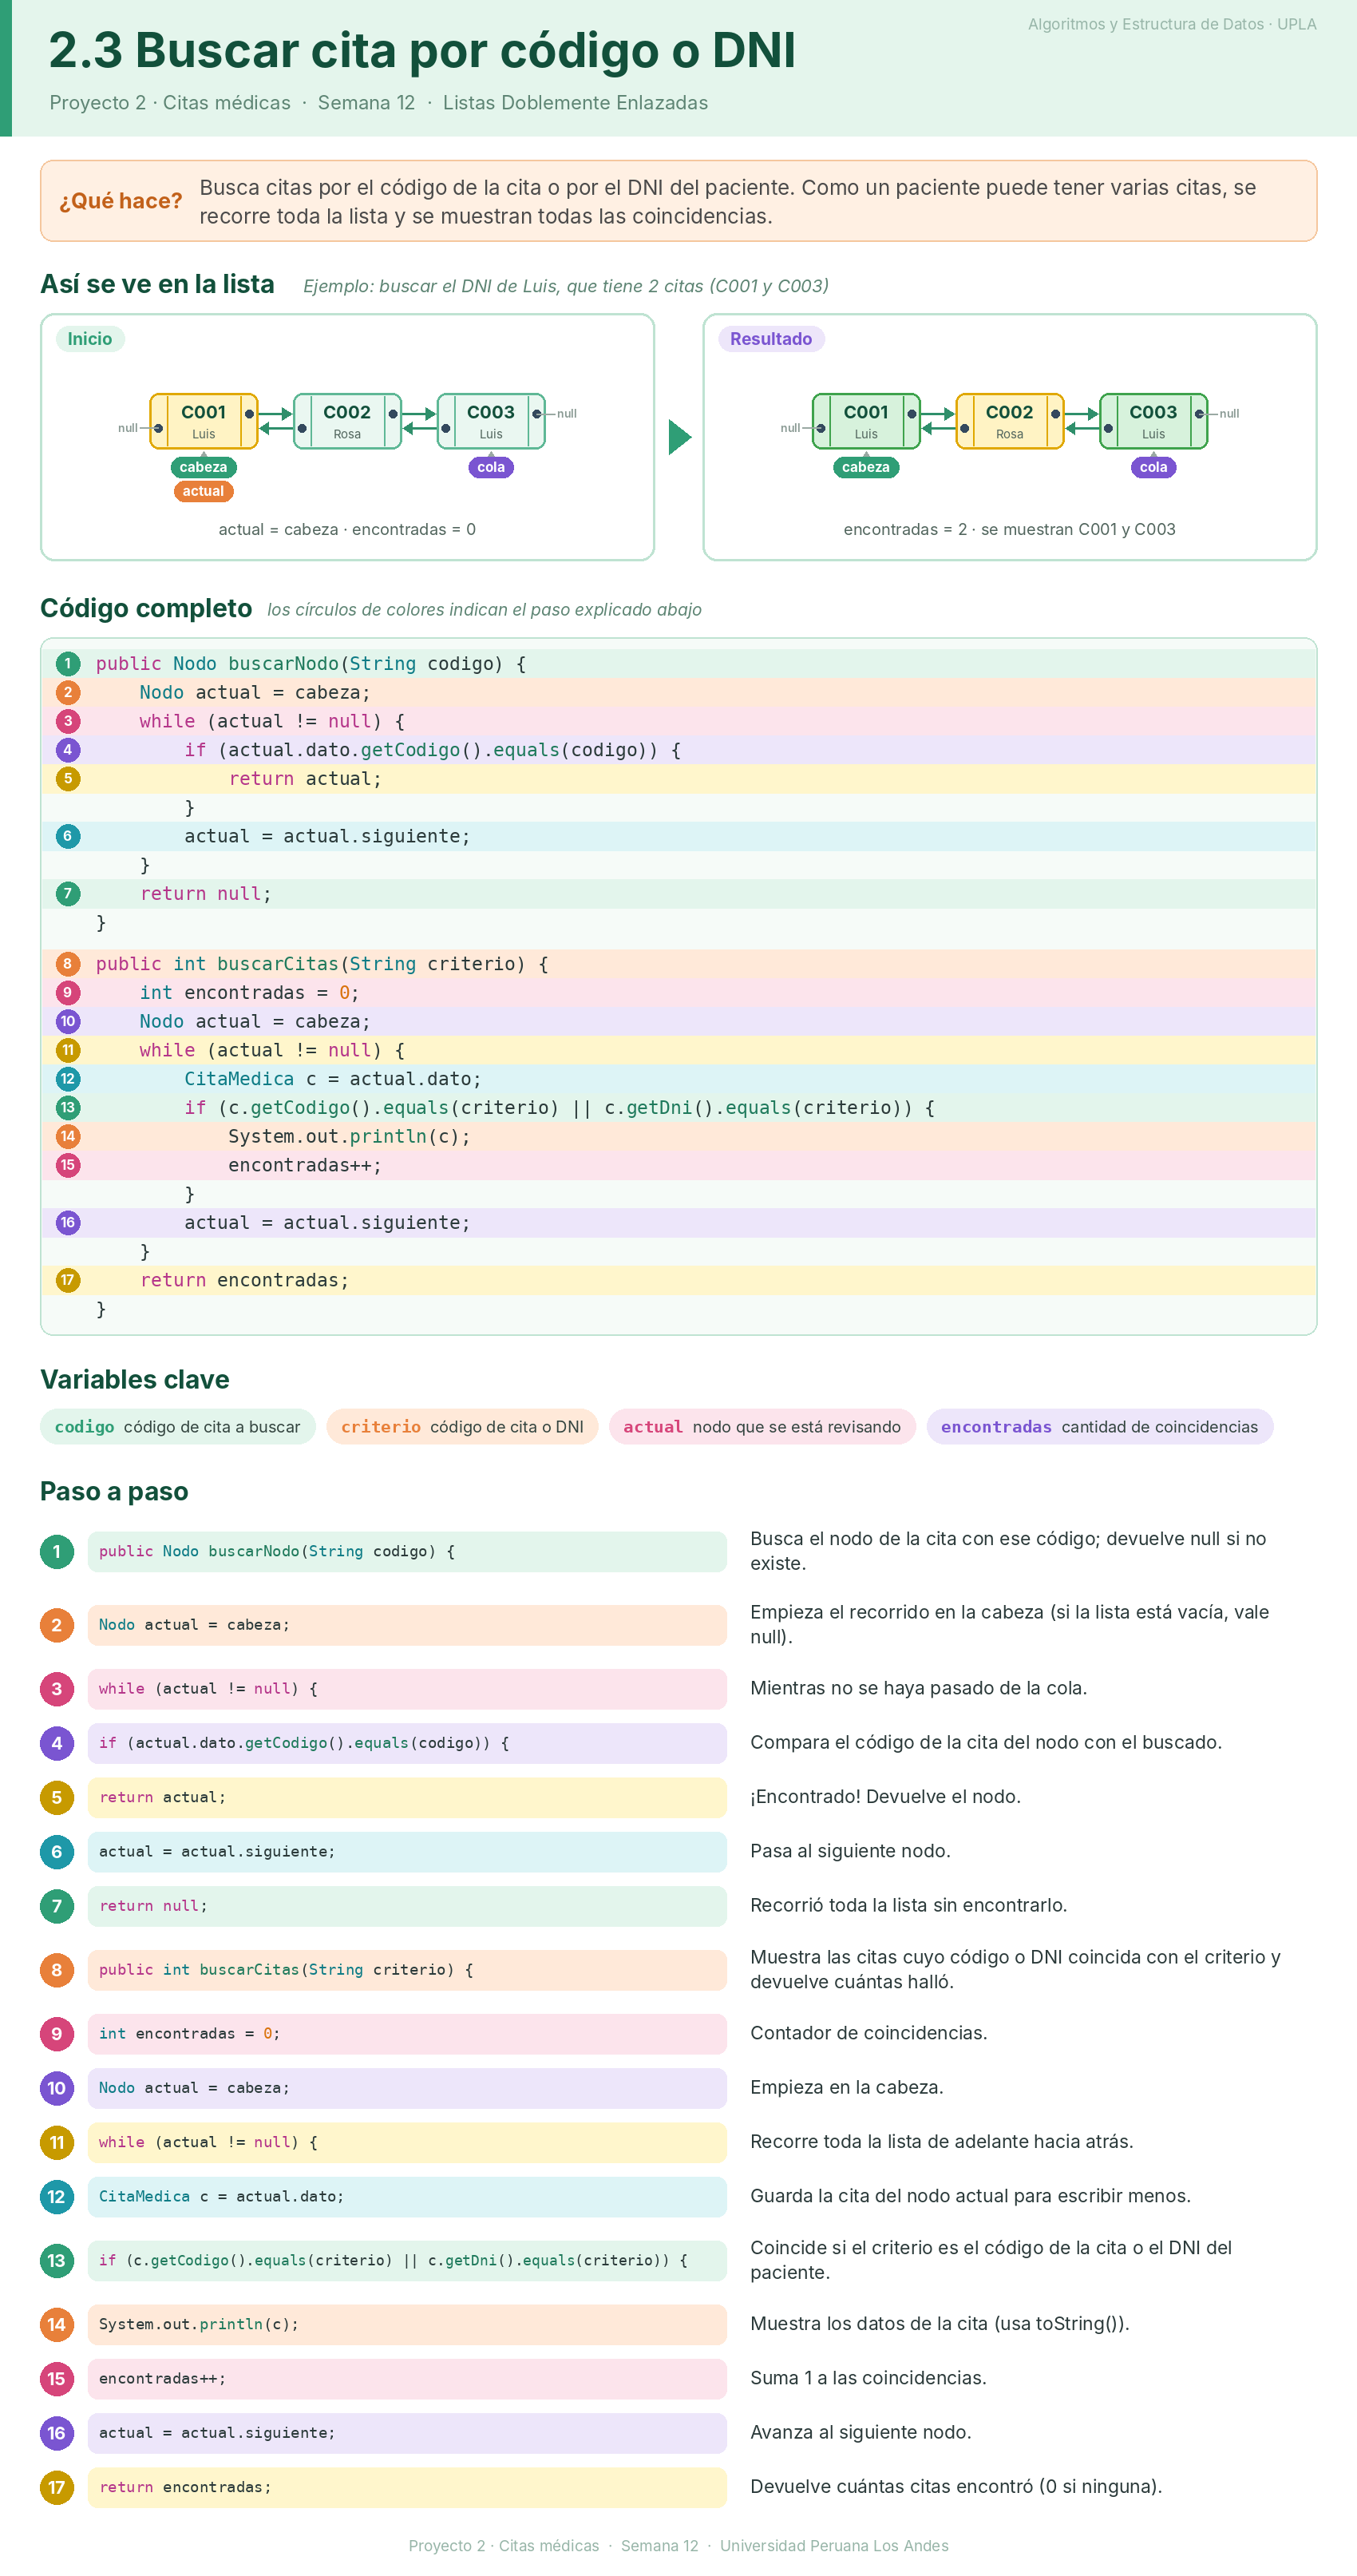 Algoritmos y Estructura de Datos · UPLA
2.3 Buscar cita por código o DNI
Proyecto 2 · Citas médicas · Semana 12 · Listas Doblemente Enlazadas
¿Qué hace?
Busca citas por el código de la cita o por el DNI del paciente. Como un paciente puede tener varias citas, se
recorre toda la lista y se muestran todas las coincidencias.
Así se ve en la lista
Ejemplo: buscar el DNI de Luis, que tiene 2 citas (C001 y C003)
Inicio
C001 C002 C003
null
null
Luis Rosa Luis
cabeza cola
actual
actual = cabeza · encontradas = 0
Resultado
C001 C002 C003
null
null
Luis Rosa Luis
cabeza cola
encontradas = 2 · se muestran C001 y C003
Código completo
los círculos de colores indican el paso explicado abajo
1 public Nodo buscarNodo(String codigo) {
2 Nodo actual = cabeza;
3 while (actual != null) {
4 if (actual.dato.getCodigo().equals(codigo)) {
5 return actual;
}
6 actual = actual.siguiente;
}
7 return null;
}
8 public int buscarCitas(String criterio) {
9 int encontradas = 0;
10 Nodo actual = cabeza;
11 while (actual != null) {
12 CitaMedica c = actual.dato;
13 if (c.getCodigo().equals(criterio) || c.getDni().equals(criterio)) {
14 System.out.println(c);
15 encontradas++;
}
16 actual = actual.siguiente;
}
17 return encontradas;
}
Variables clave
codigo código de cita a buscar
criterio código de cita o DNI
actual nodo que se está revisando
encontradas cantidad de coincidencias
Paso a paso
1 public Nodo buscarNodo(String codigo) {
Busca el nodo de la cita con ese código; devuelve null si no
existe.
2 Nodo actual = cabeza;
Empieza el recorrido en la cabeza (si la lista está vacía, vale
null).
3 while (actual != null) {
Mientras no se haya pasado de la cola.
4 if (actual.dato.getCodigo().equals(codigo)) {
Compara el código de la cita del nodo con el buscado.
5 return actual;
¡Encontrado! Devuelve el nodo.
6 actual = actual.siguiente;
Pasa al siguiente nodo.
7 return null;
Recorrió toda la lista sin encontrarlo.
8 public int buscarCitas(String criterio) {
Muestra las citas cuyo código o DNI coincida con el criterio y
devuelve cuántas halló.
9 int encontradas = 0;
Contador de coincidencias.
10 Nodo actual = cabeza;
Empieza en la cabeza.
11 while (actual != null) {
Recorre toda la lista de adelante hacia atrás.
12 CitaMedica c = actual.dato;
Guarda la cita del nodo actual para escribir menos.
13 if (c.getCodigo().equals(criterio) || c.getDni().equals(criterio)) {
Coincide si el criterio es el código de la cita o el DNI del
paciente.
14 System.out.println(c);
Muestra los datos de la cita (usa toString()).
15 encontradas++;
Suma 1 a las coincidencias.
16 actual = actual.siguiente;
Avanza al siguiente nodo.
17 return encontradas;
Devuelve cuántas citas encontró (0 si ninguna).
Proyecto 2 · Citas médicas · Semana 12 · Universidad Peruana Los Andes